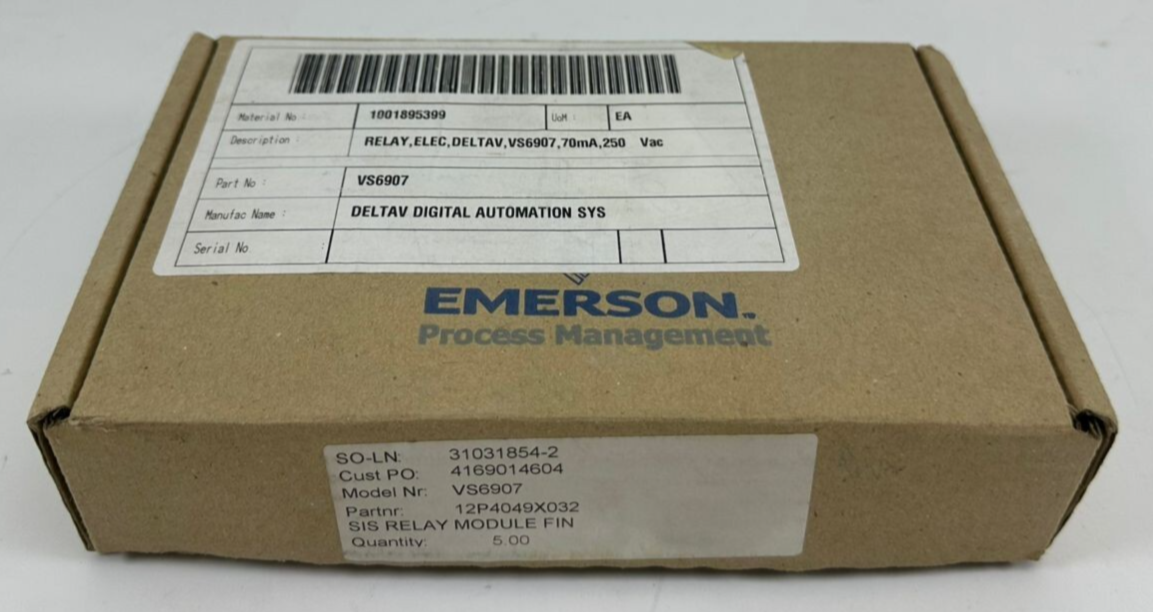 Material No : 1001895399 UoM : EA
Description : RELAY,ELEC,DELTAV,VS6907,70mA,250 Vac
Part No : VS6907
Manufac Name : DELTAV DIGITAL AUTOMATION SYS
Serial No :
EMERSON.
Process Management
SO-LN: 31031854-2
Cust PO: 4169014604
Model Nr: VS6907
Partnr: 12P4049X032
SIS RELAY MODULE FIN
Quantity: 5.00